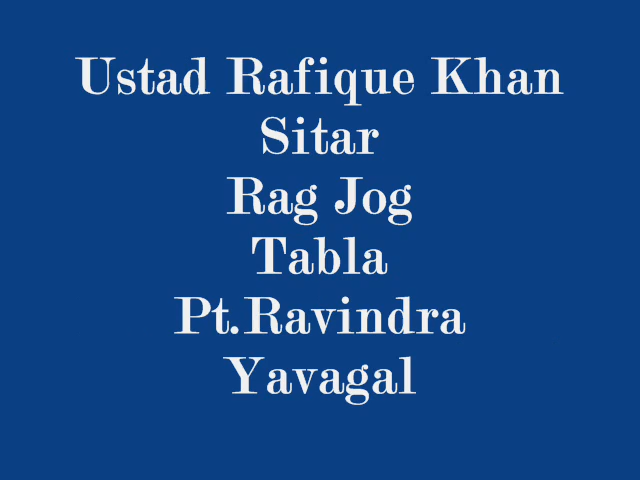 Ustad Rafique Khan
Sitar
Rag Jog
Tabla
Pt.Ravindra
Yavagal